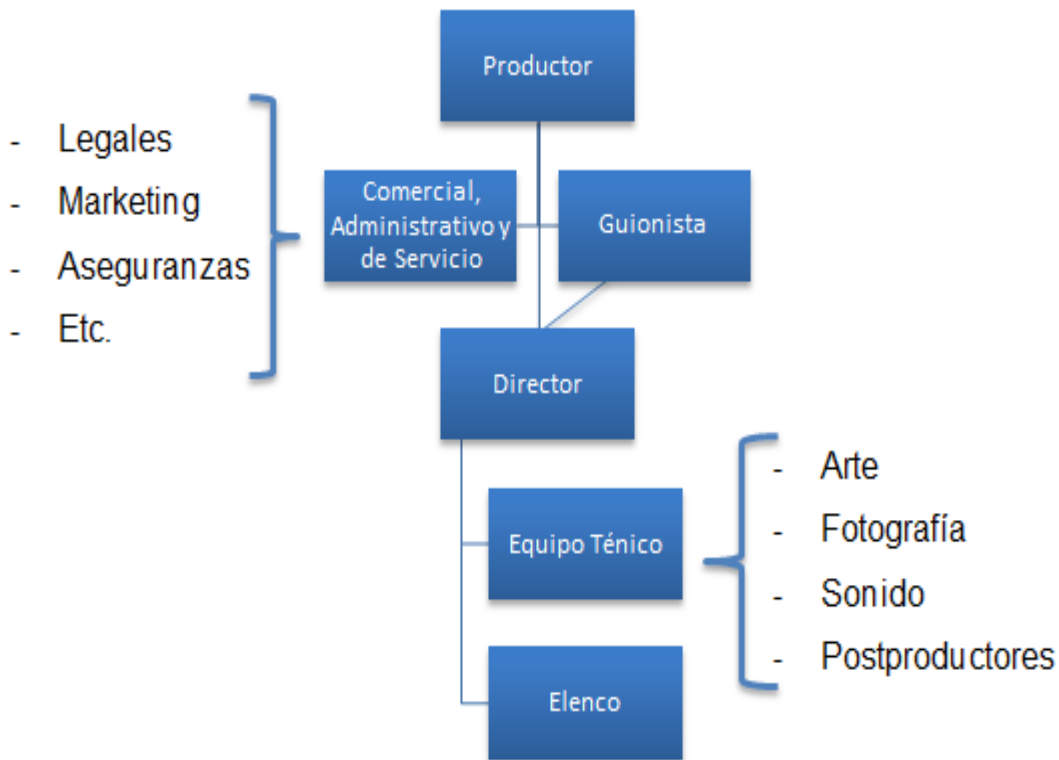 Productor
- Legales
- Marketing
- Aseguranzas
- Etc.
Comercial,
Administrativo y
de Servicio
Guionista
Director
Equipo Ténico
- Arte
- Fotografía
- Sonido
- Postproductores
Elenco